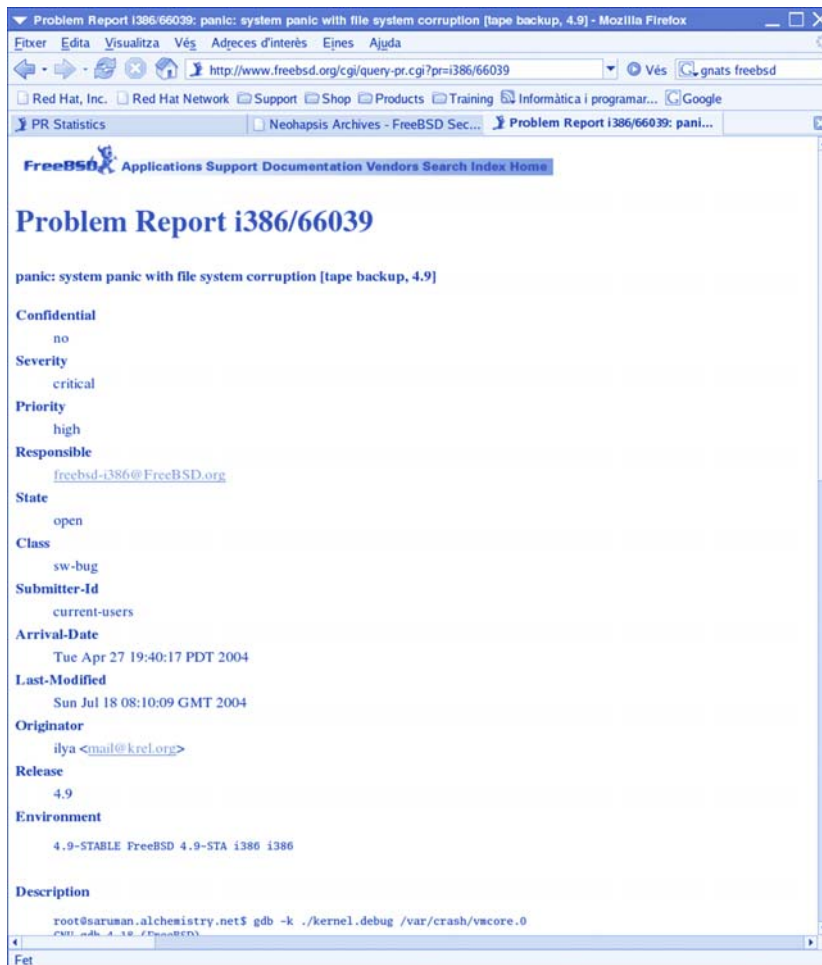 Problem Report i386/66039: panic: system panic with file system corruption [tape backup, 4.9] - Mozilla Firefox
Fitxer Edita Visualitza Vés Adreces d'interès Eines Ajuda
http://www.freebsd.org/cgi/query-pr.cgi?pr=i386/66039 Vés gnats freebsd
Red Hat, Inc. Red Hat Network Support Shop Products Training Informàtica i programar... Google
PR Statistics Neohapsis Archives - FreeBSD Sec... Problem Report i386/66039: pani...
FreeBSD Applications Support Documentation Vendors Search Index Home
Problem Report i386/66039
panic: system panic with file system corruption [tape backup, 4.9]
Confidential
no
Severity
critical
Priority
high
Responsible
freebsd-i386@FreeBSD.org
State
open
Class
sw-bug
Submitter-Id
current-users
Arrival-Date
Tue Apr 27 19:40:17 PDT 2004
Last-Modified
Sun Jul 18 08:10:09 GMT 2004
Originator
ilya <mail@krel.org>
Release
4.9
Environment
4.9-STABLE FreeBSD 4.9-STA i386 i386
Description
root@saruman.alchemistry.net$ gdb -k ./kernel.debug /var/crash/vmcore.0
GNU gdb 4.18 (FreeBSD)
Fet